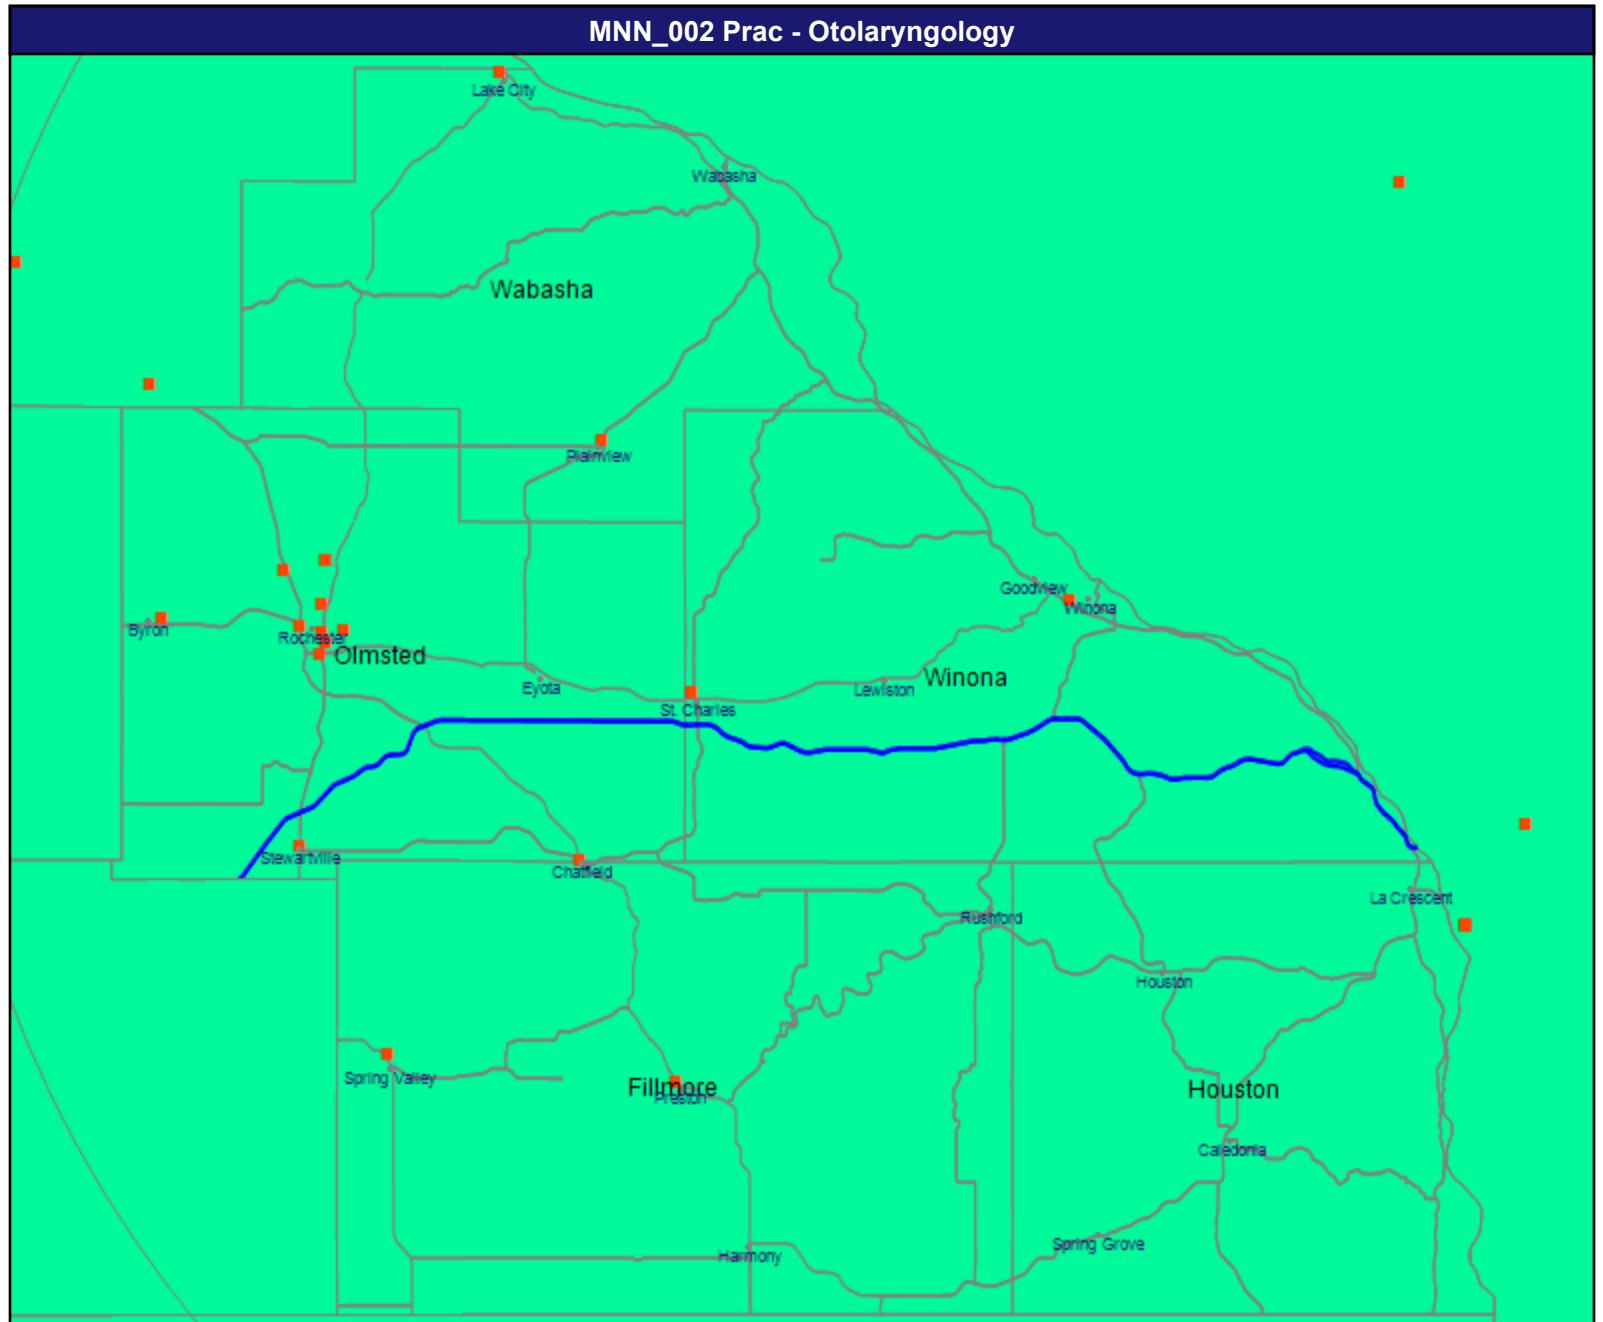 MNN_002 Prac - Otolaryngology
Lake City
Wabasha
Wabasha
Plainview
Goodview
Winona
Byron
Rochester
Olmsted
Eyota
Lewiston
Winona
St. Charles
Stewartville
Chatfield
La Crescent
Rushford
Houston
Spring Valley
Fillmore
Preston
Houston
Caledonia
Spring Grove
Harmony